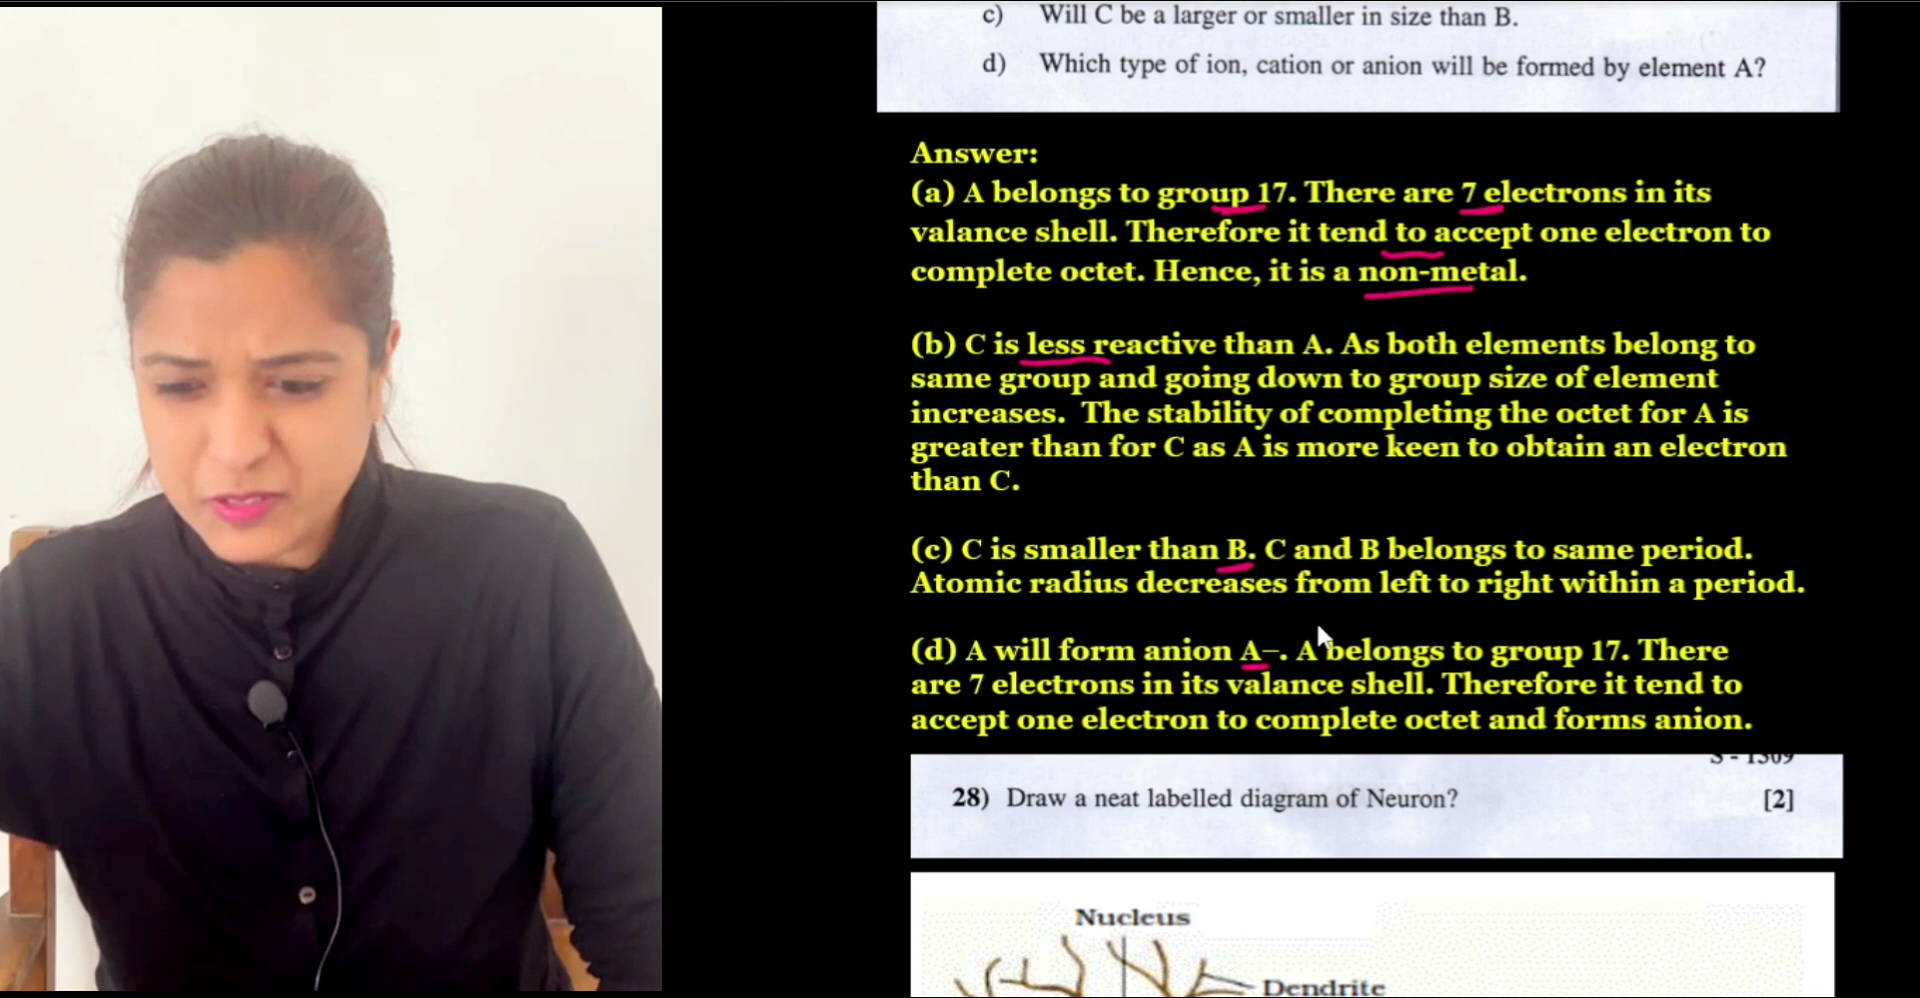 c) Will C be a larger or smaller in size than B.
d) Which type of ion, cation or anion will be formed by element A?
Answer:
(a) A belongs to group 17. There are 7 electrons in its
valance shell. Therefore it tend to accept one electron to
complete octet. Hence, it is a non-metal.
(b) C is less reactive than A. As both elements belong to
same group and going down to group size of element
increases. The stability of completing the octet for A is
greater than for C as A is more keen to obtain an electron
than C.
(c) C is smaller than B. C and B belongs to same period.
Atomic radius decreases from left to right within a period.
(d) A will form anion A–. A belongs to group 17. There
are 7 electrons in its valance shell. Therefore it tend to
accept one electron to complete octet and forms anion.
S - 1309
28) Draw a neat labelled diagram of Neuron? [2]
Nucleus
Dendrite